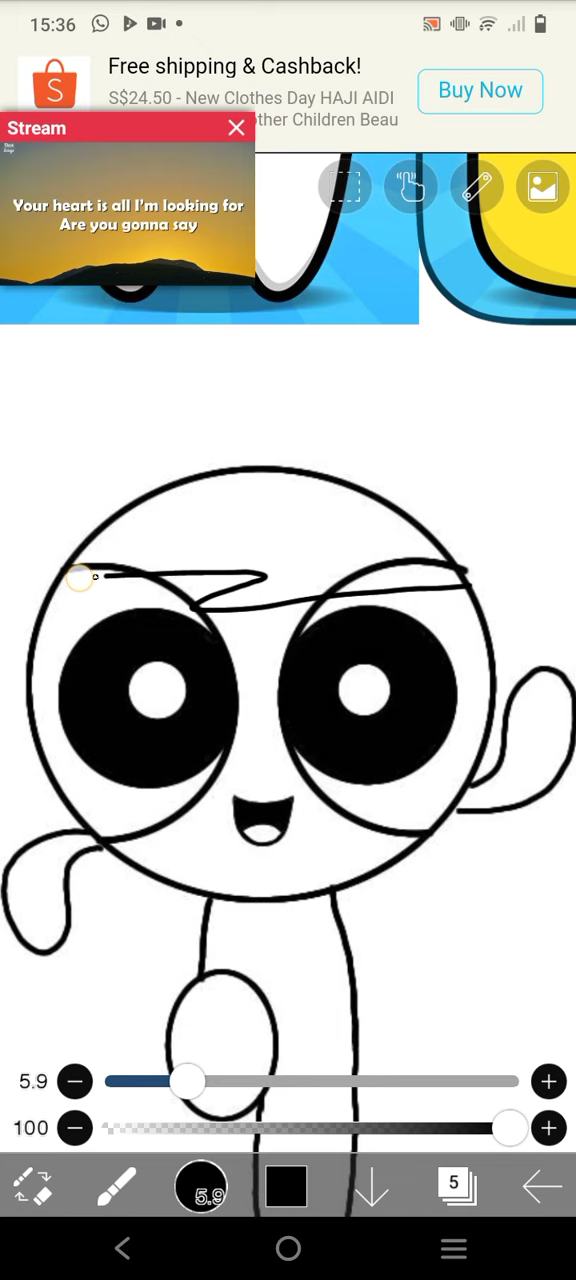 15:36
Free shipping & Cashback!
S$24.50 - New Clothes Day HAJI AIDI
other Children Beau
Buy Now
Stream
Your heart is all I'm looking for
Are you gonna say
5.9
100
5.9
5